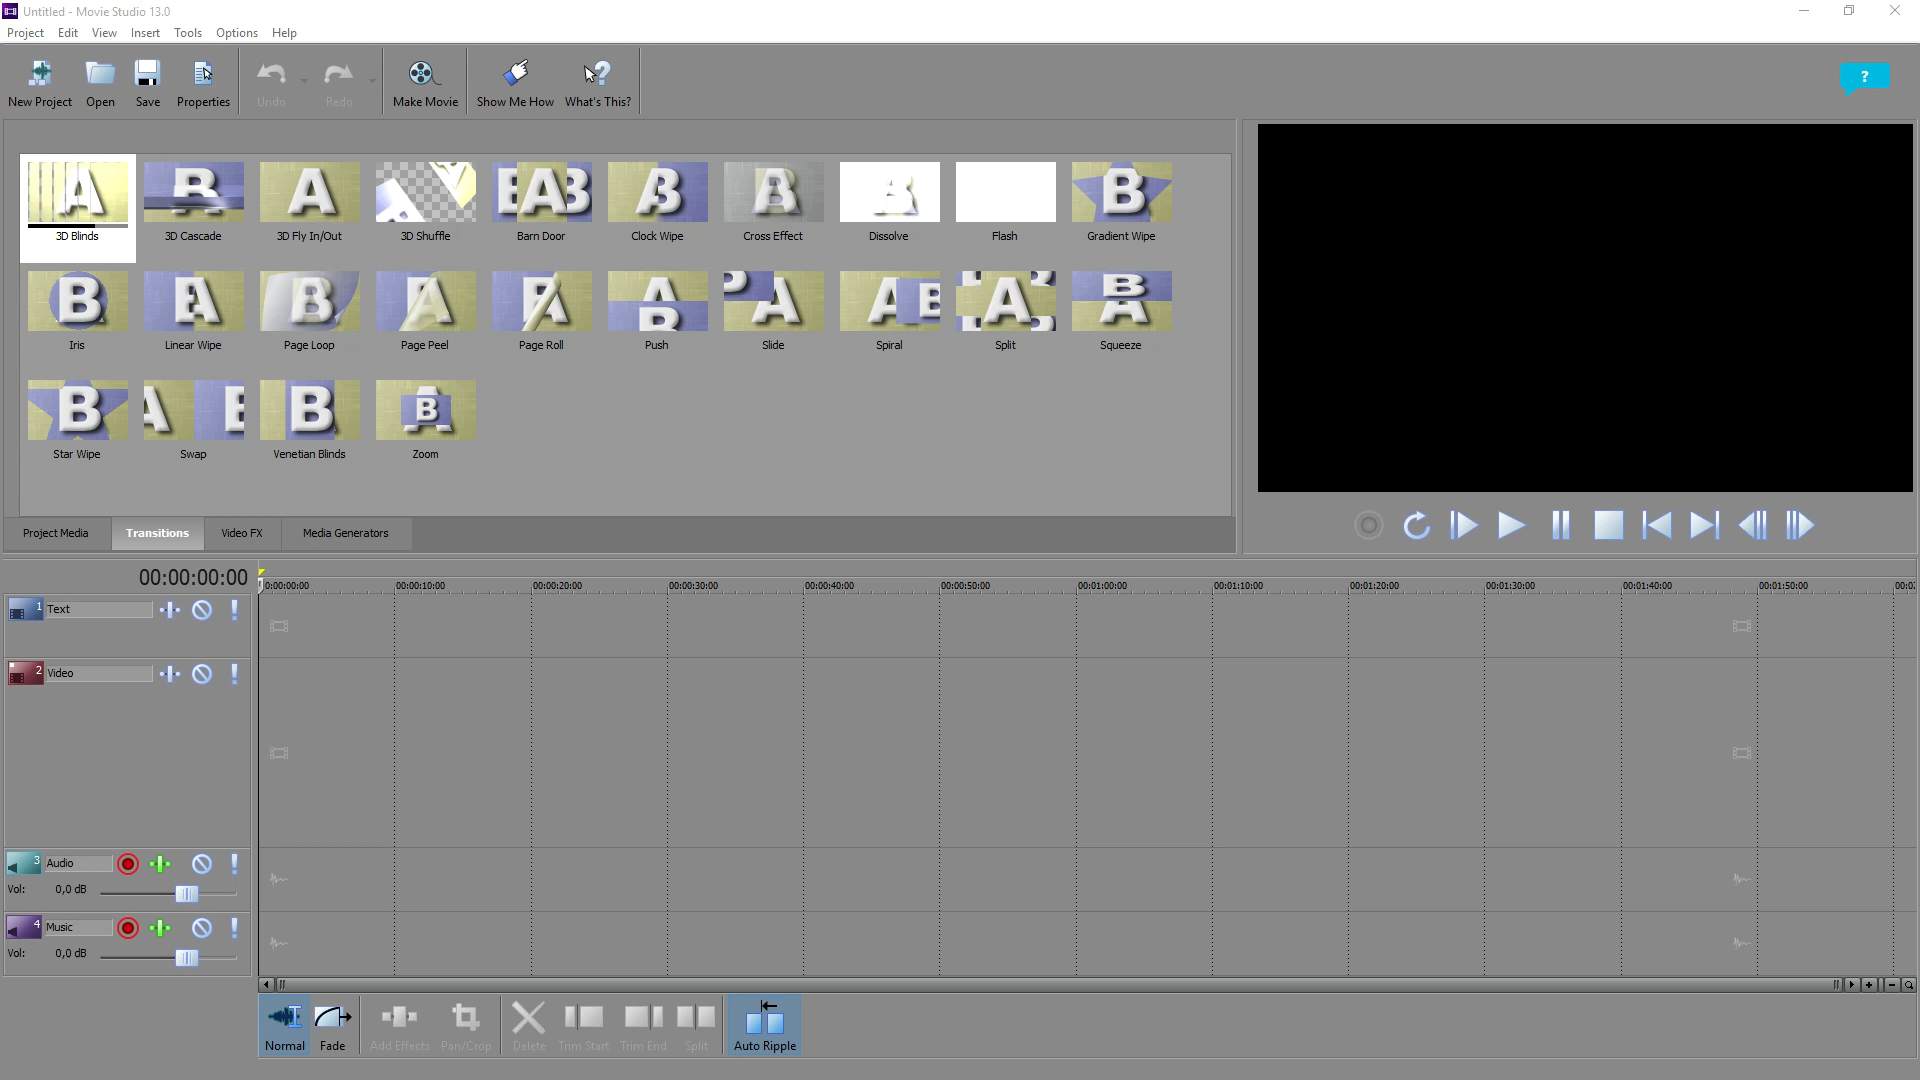 Untitled - Movie Studio 13.0
Project Edit View Insert Tools Options Help
New Project Open Save Properties Undo Redo Make Movie Show Me How What's This?
?
3D Blinds 3D Cascade 3D Fly In/Out 3D Shuffle Barn Door Clock Wipe Cross Effect Dissolve Flash Gradient Wipe
Iris Linear Wipe Page Loop Page Peel Page Roll Push Slide Spiral Split Squeeze
Star Wipe Swap Venetian Blinds Zoom
Project Media Transitions Video FX Media Generators
00:00:00:00
0:00:00:00 00:00:10:00 00:00:20:00 00:00:30:00 00:00:40:00 00:00:50:00 00:01:00:00 00:01:10:00 00:01:20:00 00:01:30:00 00:01:40:00 00:01:50:00
1 Text
2 Video
3 Audio
Vol: 0,0 dB
4 Music
Vol: 0,0 dB
Normal Fade Add Effects Pan/Crop Delete Trim Start Trim End Split Auto Ripple